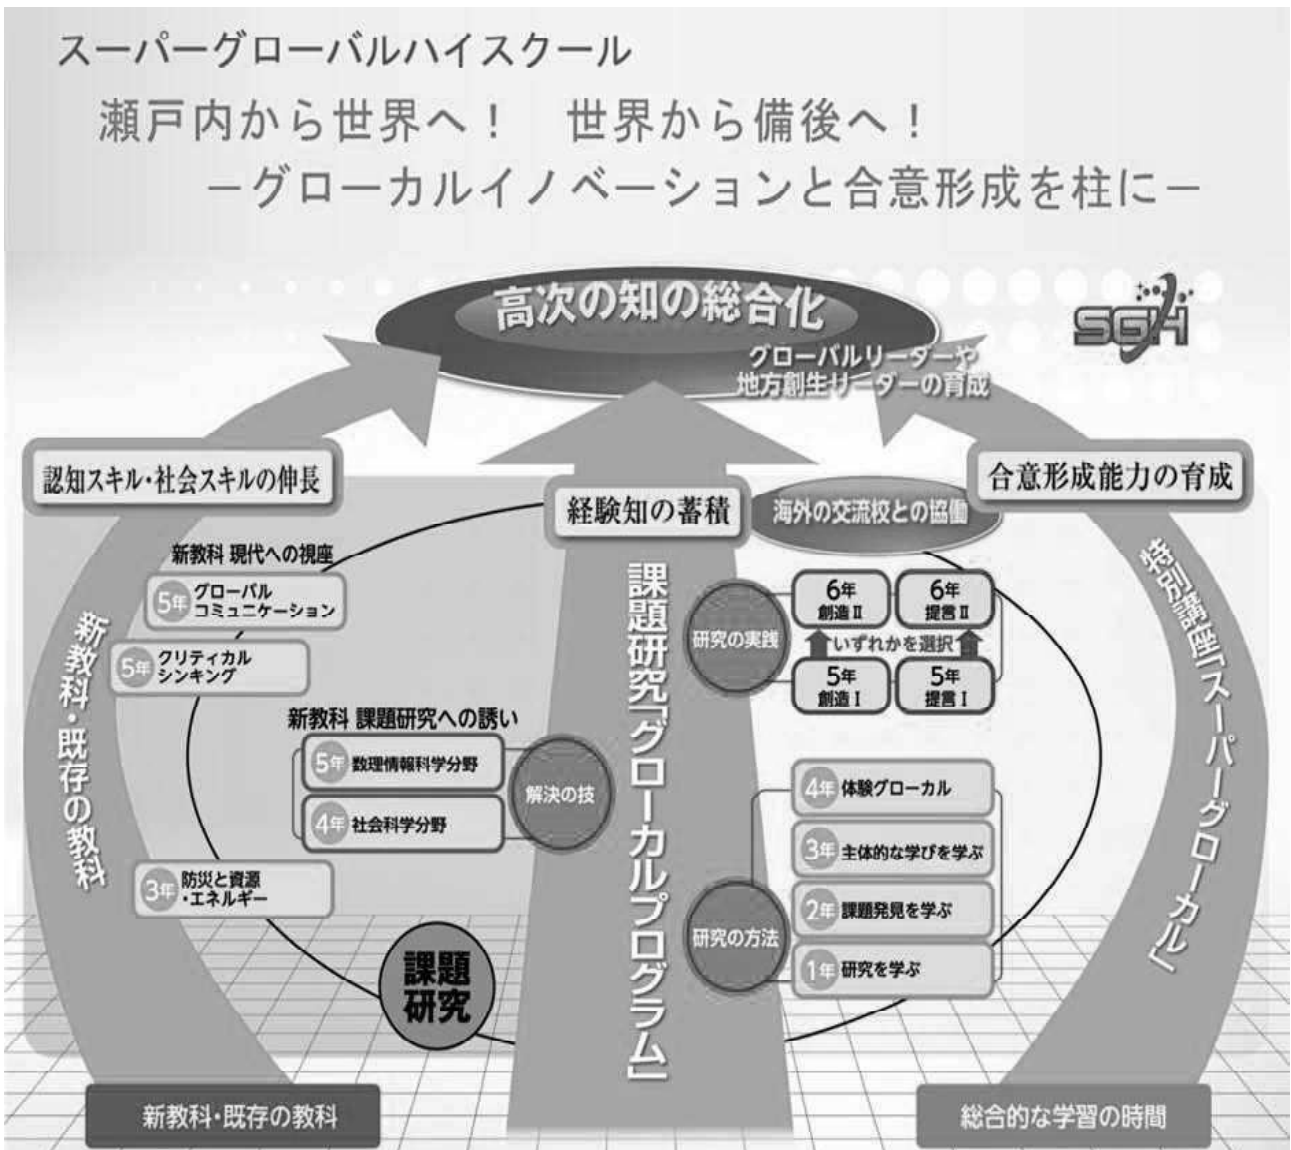 スーパーグローバルハイスクール
瀬戸内から世界へ！　世界から備後へ！
－グローカルイノベーションと合意形成を柱に－
高次の知の総合化
グローバルリーダーや
地方創生リーダーの育成
SGH
認知スキル・社会スキルの伸長
経験知の蓄積
海外の交流校との協働
合意形成能力の育成
新教科・既存の教科
新教科 現代への視座
5年 グローバル
コミュニケーション
5年 クリティカル
シンキング
新教科 課題研究への誘い
5年 数理情報科学分野
4年 社会科学分野
解決の技
3年 防災と資源
・エネルギー
課題
研究
課題研究「グローカルプログラム」
研究の実践
6年
創造Ⅱ
6年
提言Ⅱ
いずれかを選択
5年
創造Ⅰ
5年
提言Ⅰ
研究の方法
4年 体験グローカル
3年 主体的な学びを学ぶ
2年 課題発見を学ぶ
1年 研究を学ぶ
特別講座「スーパーグローカル」
新教科・既存の教科
総合的な学習の時間